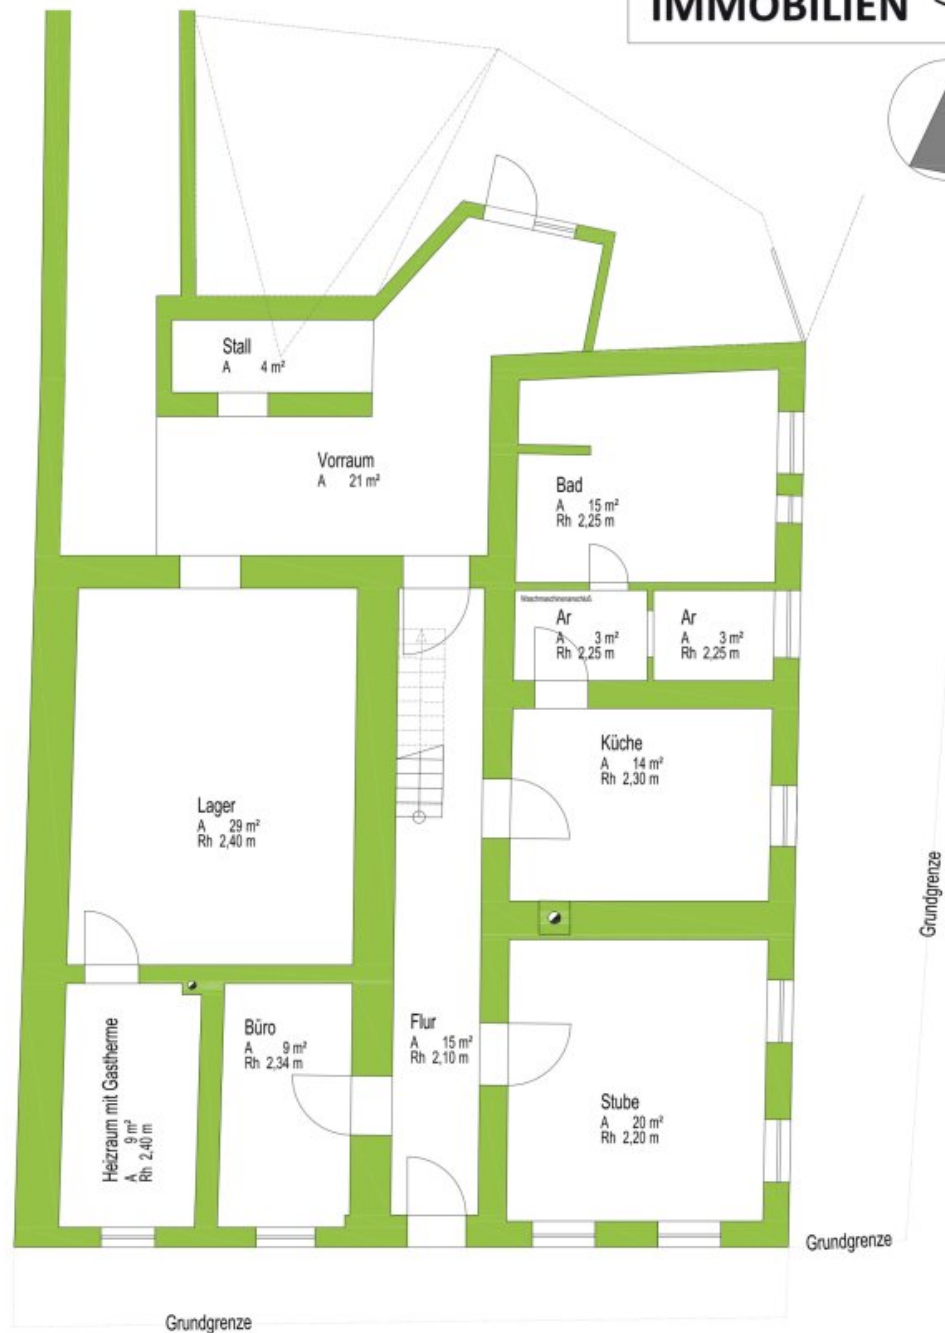 IMMOBILIEN
Stall
A 4 m²
Vorraum
A 21 m²
Bad
A 15 m²
Rh 2,25 m
Waschmaschinenanschluß
Ar
A 3 m²
Rh 2,25 m
Ar
A 3 m²
Rh 2,25 m
Küche
A 14 m²
Rh 2,30 m
Lager
A 29 m²
Rh 2,40 m
Grundgrenze
Heizraum mit Gastherme
A 9 m²
Rh 2,40 m
Büro
A 9 m²
Rh 2,34 m
Flur
A 15 m²
Rh 2,10 m
Stube
A 20 m²
Rh 2,20 m
Grundgrenze
Grundgrenze